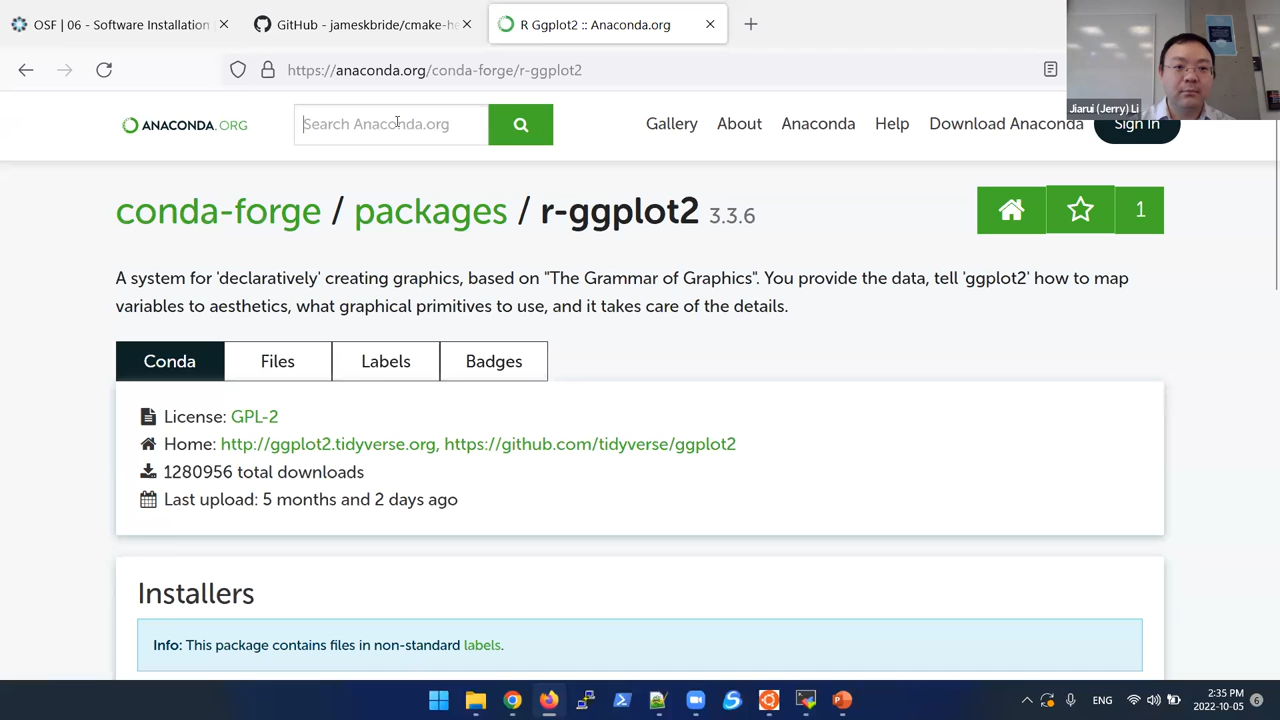 OSF | 06 - Software Installation
GitHub - jameskbride/cmake-he
R Ggplot2 :: Anaconda.org
https://anaconda.org/conda-forge/r-ggplot2
Jiarui (Jerry) Li
ANACONDA.ORG
Search Anaconda.org
Gallery
About
Anaconda
Help
Download Anaconda
Sign In
conda-forge / packages / r-ggplot2 3.3.6
1
A system for 'declaratively' creating graphics, based on "The Grammar of Graphics". You provide the data, tell 'ggplot2' how to map
variables to aesthetics, what graphical primitives to use, and it takes care of the details.
Conda
Files
Labels
Badges
License: GPL-2
Home: http://ggplot2.tidyverse.org, https://github.com/tidyverse/ggplot2
1280956 total downloads
Last upload: 5 months and 2 days ago
Installers
Info: This package contains files in non-standard labels.
ENG
2:35 PM
2022-10-05
6